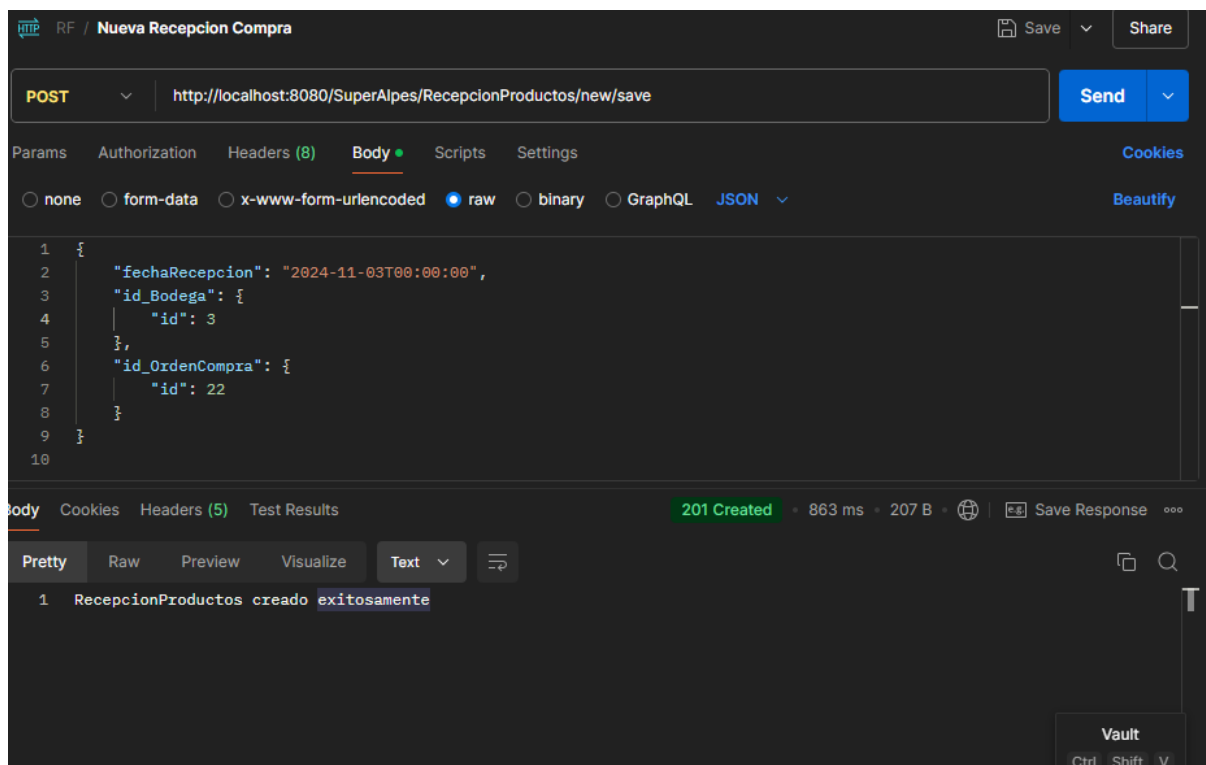 HTTP RF / Nueva Recepcion Compra Save Share
POST http://localhost:8080/SuperAlpes/RecepcionProductos/new/save Send
Params Authorization Headers (8) Body Scripts Settings Cookies
none form-data x-www-form-urlencoded raw binary GraphQL JSON Beautify
1 {
2 "fechaRecepcion": "2024-11-03T00:00:00",
3 "id_Bodega": {
4 "id": 3
5 },
6 "id_OrdenCompra": {
7 "id": 22
8 }
9 }
10
Body Cookies Headers (5) Test Results 201 Created 863 ms 207 B e.g. Save Response
Pretty Raw Preview Visualize Text
1 RecepcionProductos creado exitosamente
Vault
Ctrl Shift V